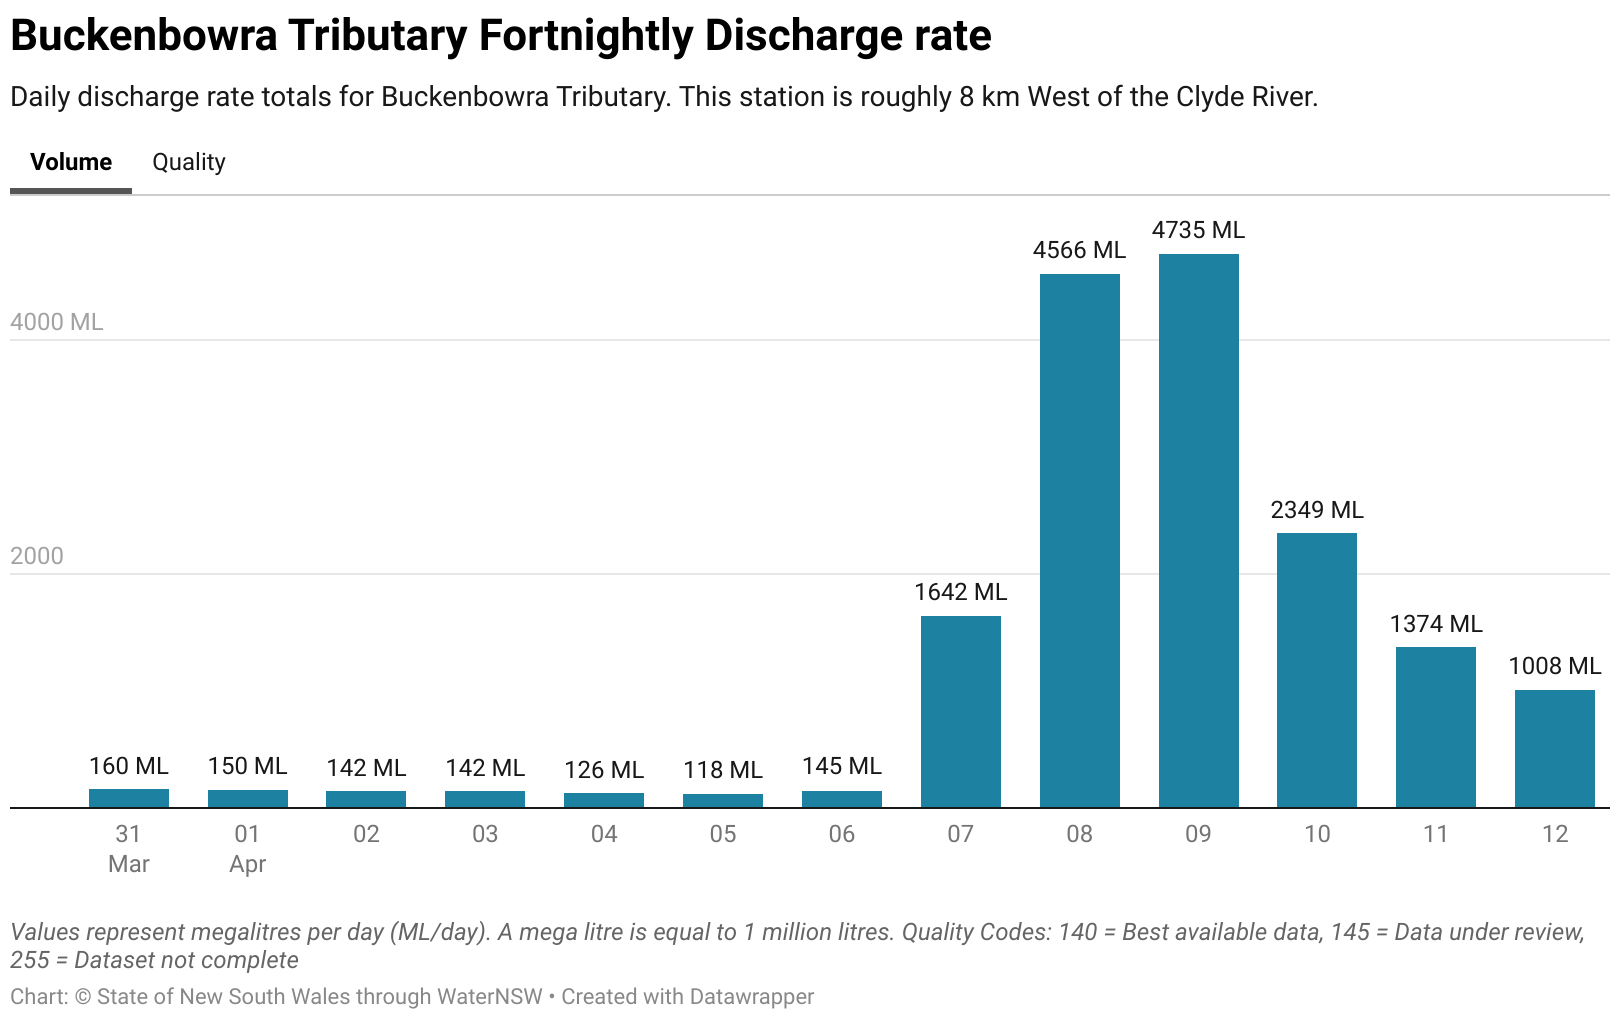 Buckenbowra Tributary Fortnightly Discharge rate
Daily discharge rate totals for Buckenbowra Tributary. This station is roughly 8 km West of the Clyde River.
Volume Quality
4735 ML
4566 ML
4000 ML
2349 ML
2000
1642 ML
1374 ML
1008 ML
160 ML 150 ML 142 ML 142 ML 126 ML 118 ML 145 ML
31 01 02 03 04 05 06 07 08 09 10 11 12
Mar Apr
Values represent megalitres per day (ML/day). A mega litre is equal to 1 million litres. Quality Codes: 140 = Best available data, 145 = Data under review,
255 = Dataset not complete
Chart: © State of New South Wales through WaterNSW • Created with Datawrapper